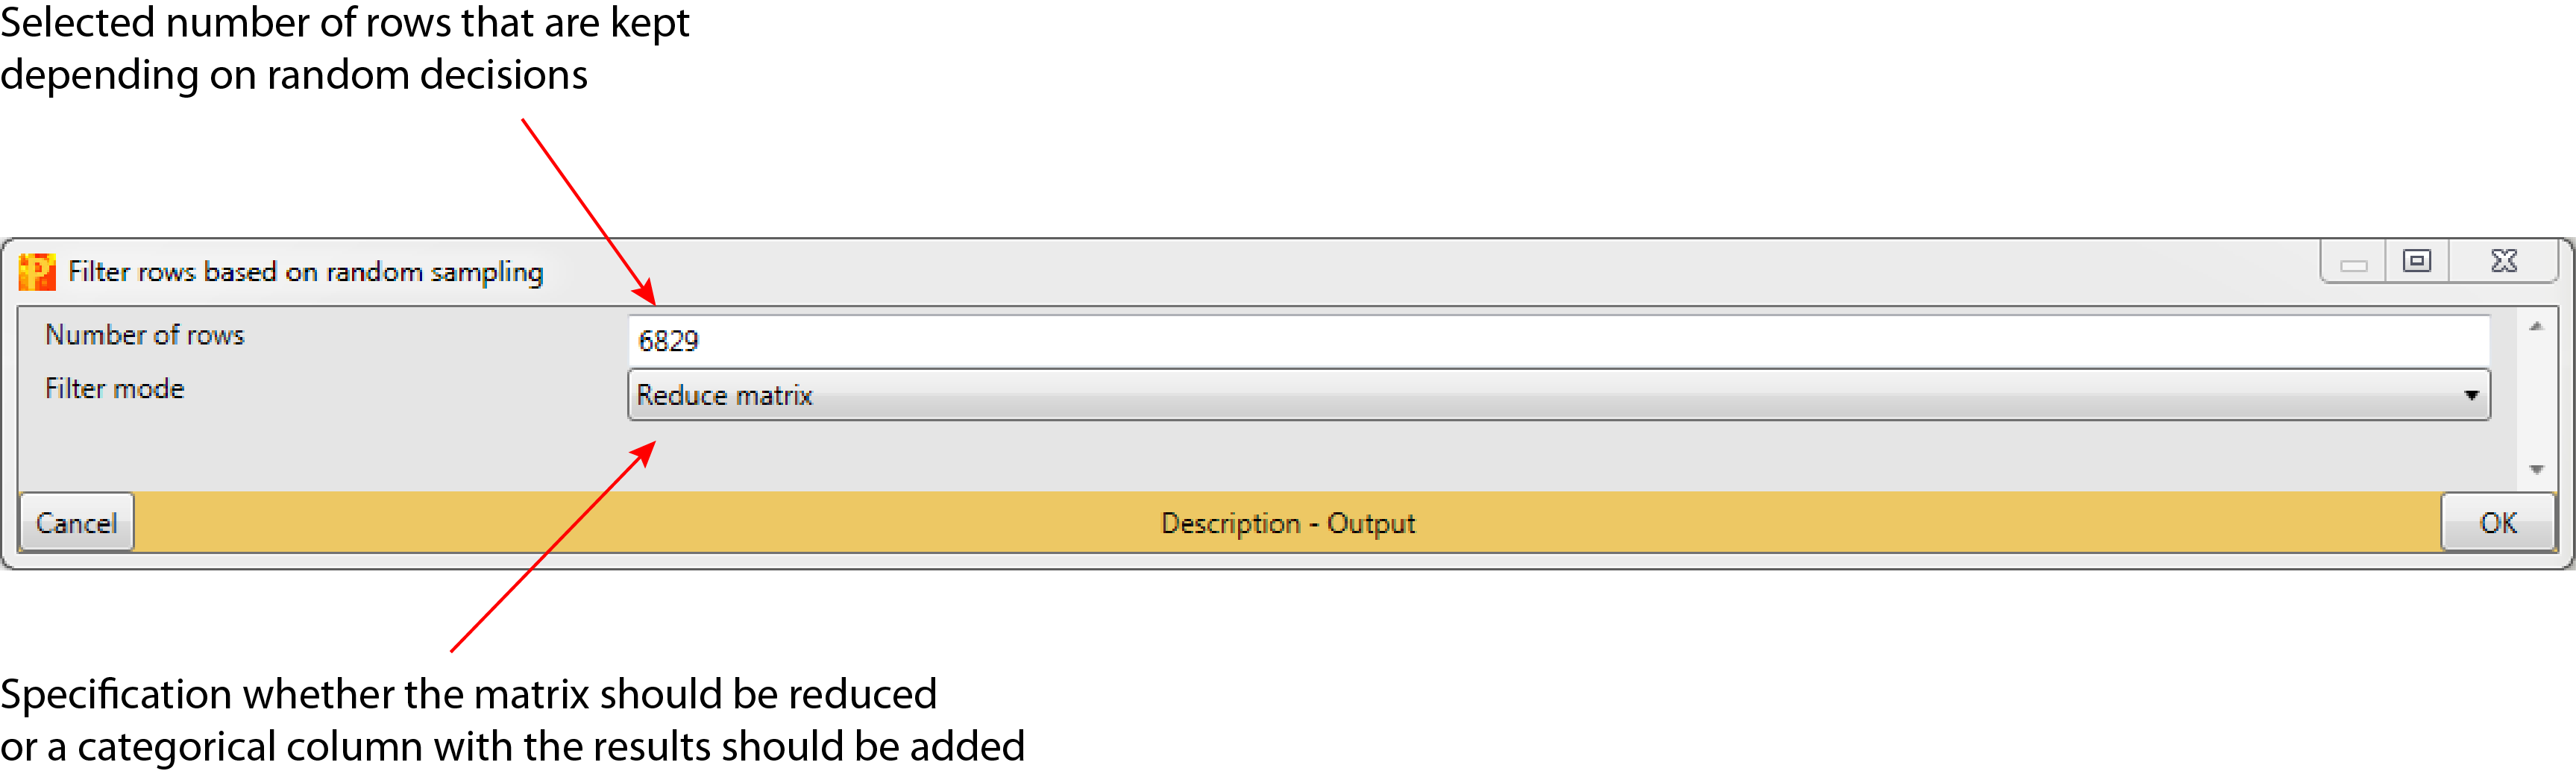 Selected number of rows that are kept
depending on random decisions
Filter rows based on random sampling
Number of rows
6829
Filter mode
Reduce matrix
Cancel
Description - Output
OK
Specification whether the matrix should be reduced
or a categorical column with the results should be added